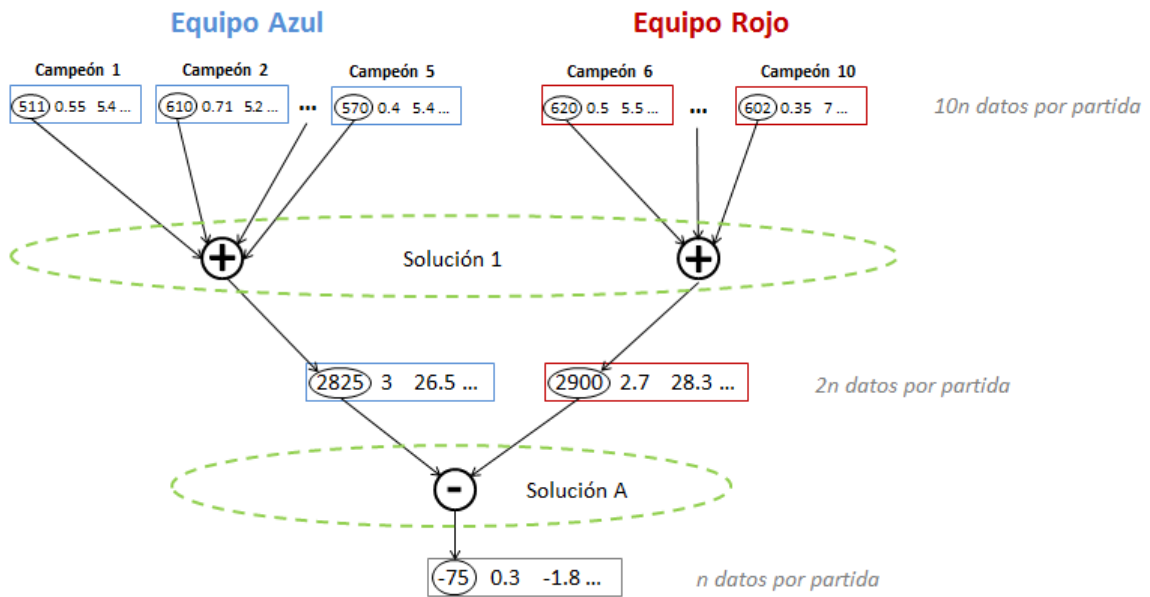 Equipo Azul
Equipo Rojo
Campeón 1
Campeón 2
Campeón 5
Campeón 6
Campeón 10
511 0.55 5.4 ...
610 0.71 5.2 ...
...
570 0.4 5.4 ...
620 0.5 5.5 ...
...
602 0.35 7 ...
10n datos por partida
+
Solución 1
+
2825 3 26.5 ...
2900 2.7 28.3 ...
2n datos por partida
-
Solución A
-75 0.3 -1.8 ...
n datos por partida